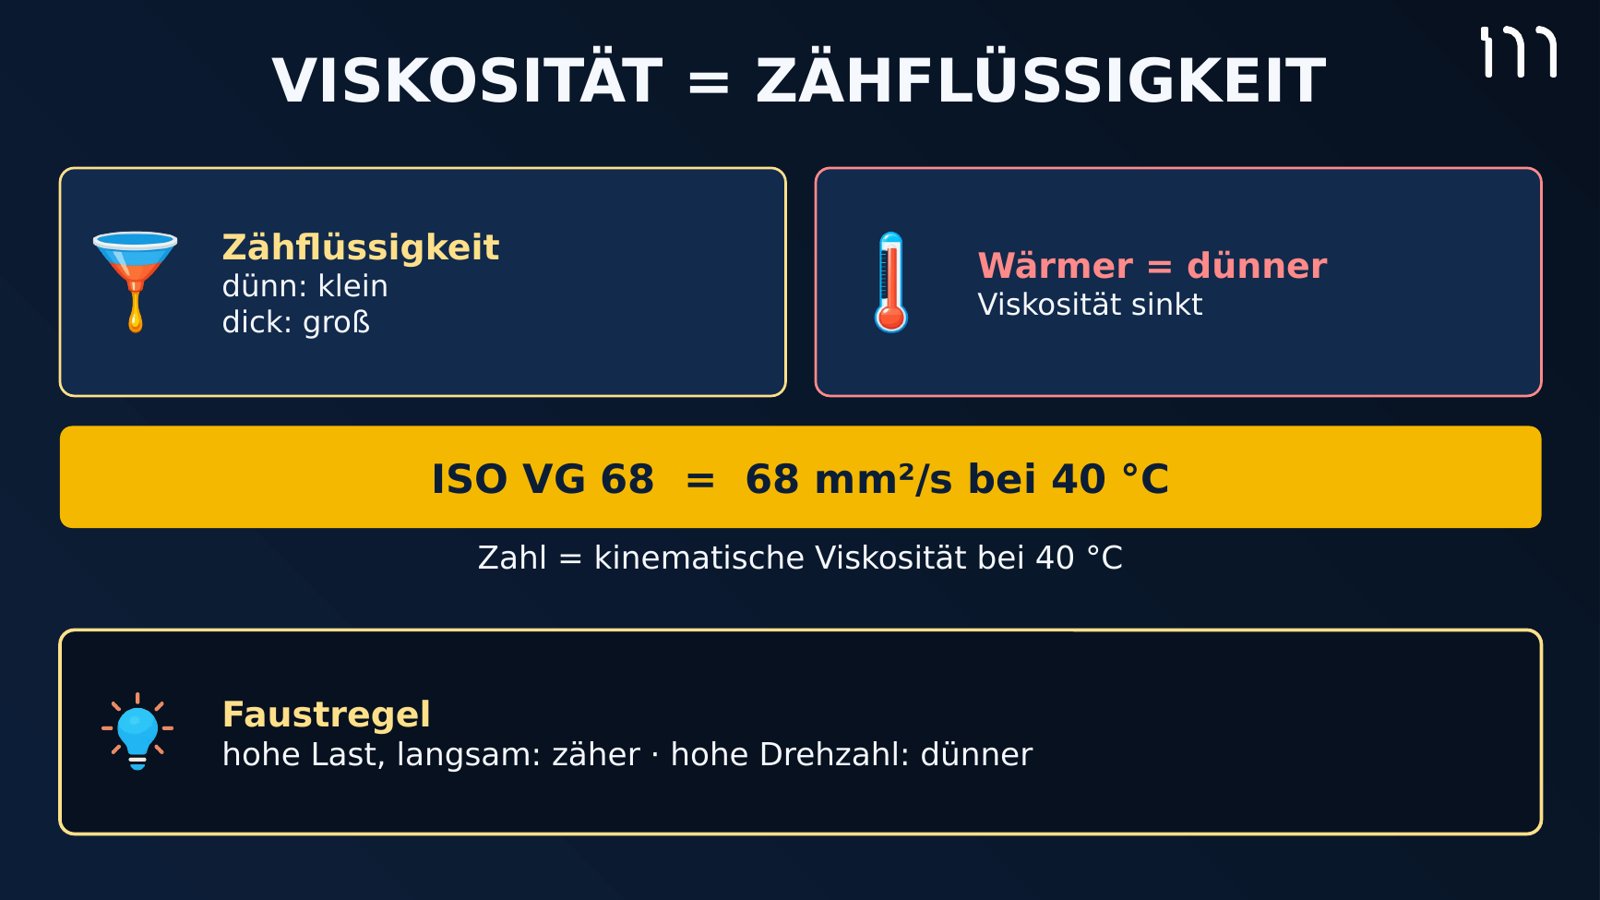 VISKOSITÄT = ZÄHFLÜSSIGKEIT
Zähflüssigkeit
dünn: klein
dick: groß
Wärmer = dünner
Viskosität sinkt
ISO VG 68 = 68 mm²/s bei 40 °C
Zahl = kinematische Viskosität bei 40 °C
Faustregel
hohe Last, langsam: zäher · hohe Drehzahl: dünner